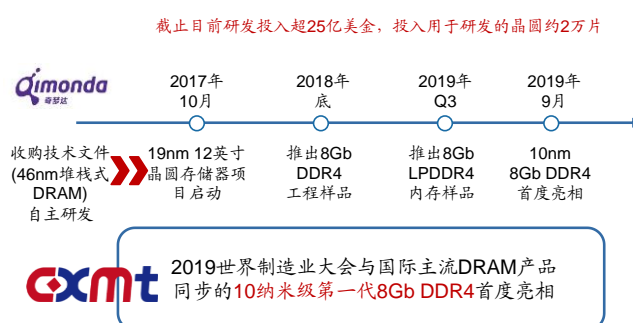 截止目前研发投入超25亿美金，投入用于研发的晶圆约2万片
Qimonda
奇梦达
2017年
10月
2018年
底
2019年
Q3
2019年
9月
收购技术文件
(46nm堆栈式
DRAM)
自主研发
19nm 12英寸
晶圆存储器项
目启动
推出8Gb
DDR4
工程样品
推出8Gb
LPDDR4
内存样品
10nm
8Gb DDR4
首度亮相
cxmt
2019世界制造业大会与国际主流DRAM产品
同步的10纳米级第一代8Gb DDR4首度亮相